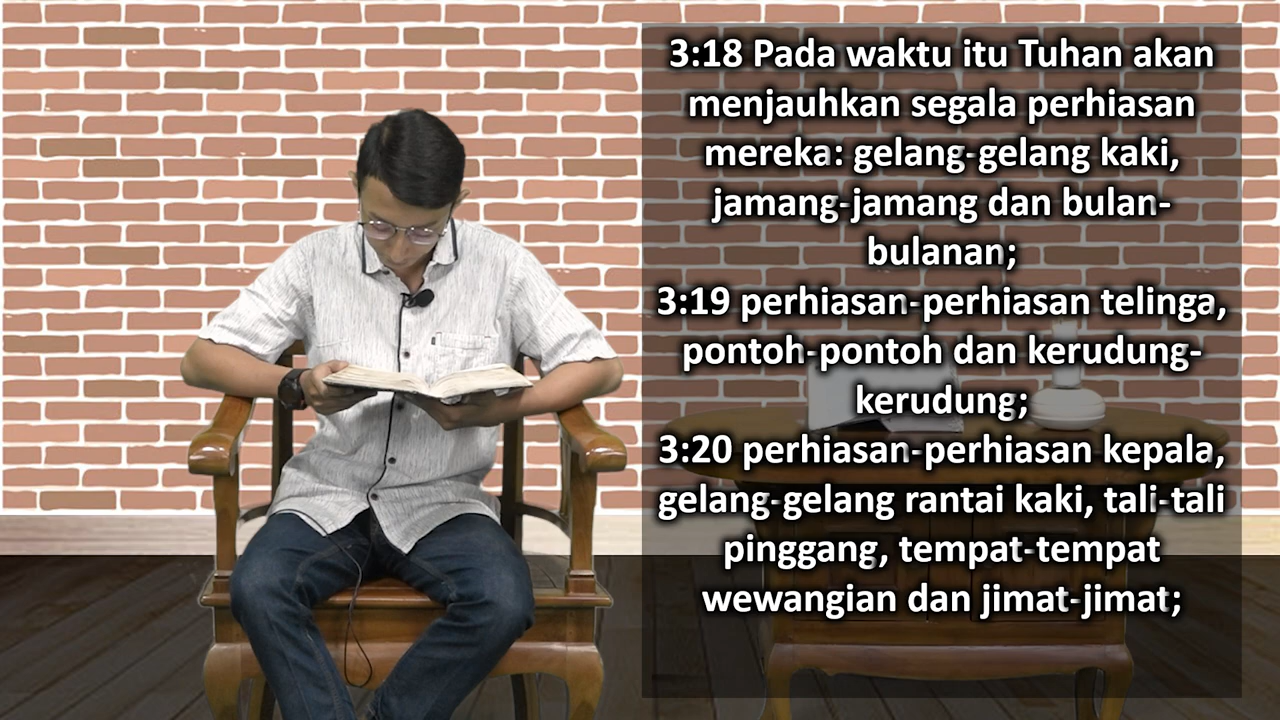 3:18 Pada waktu itu Tuhan akan
menjauhkan segala perhiasan
mereka: gelang-gelang kaki,
jamang-jamang dan bulan-
bulanan;
3:19 perhiasan-perhiasan telinga,
pontoh-pontoh dan kerudung-
kerudung;
3:20 perhiasan-perhiasan kepala,
gelang-gelang rantai kaki, tali-tali
pinggang, tempat-tempat
wewangian dan jimat-jimat;